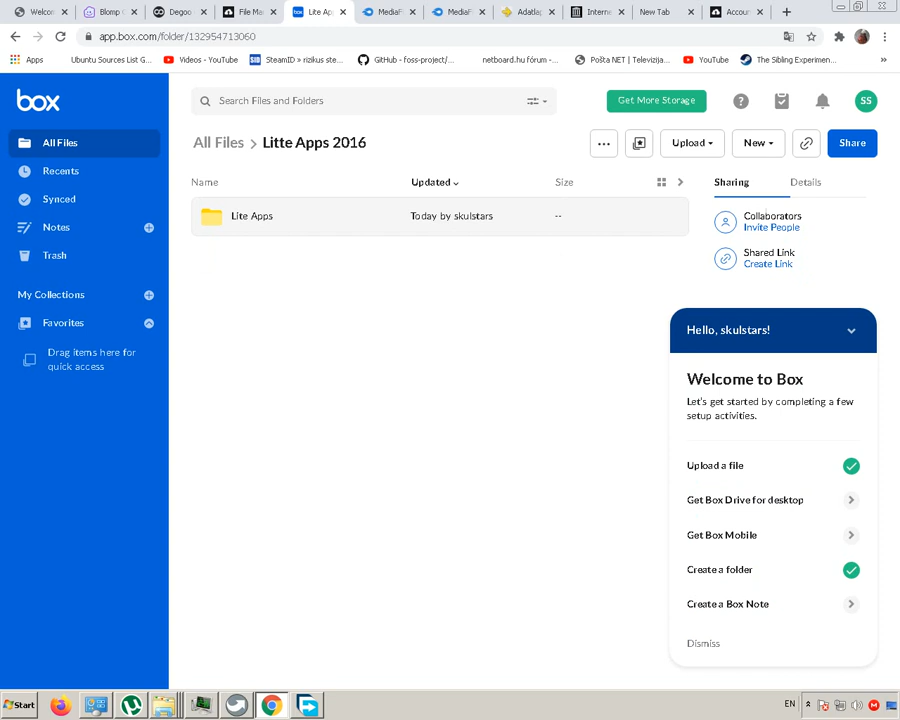 Welcon
Blomp C
Degoo
File Ma
Lite Ap
MediaF
MediaF
Adatlap
Interne
New Tab
Accou
app.box.com/folder/132954713060
Apps
Ubuntu Sources List G...
Videos - YouTube
SteamID » rizikus ste...
GitHub - foss-project/...
netboard.hu fórum - ...
Pošta NET | Televizija...
YouTube
The Sibling Experimen...
»
box
Search Files and Folders
Get More Storage
?
SS
All Files
All Files > Litte Apps 2016
...
Upload
New
Share
Recents
Name
Updated
Size
Sharing
Details
Synced
Lite Apps
Today by skulstars
--
Collaborators
Invite People
Notes
Trash
Shared Link
Create Link
My Collections
Favorites
Hello, skulstars!
Drag items here for
quick access
Welcome to Box
Let's get started by completing a few
setup activities.
Upload a file
Get Box Drive for desktop
Get Box Mobile
Create a folder
Create a Box Note
Dismiss
Start
EN